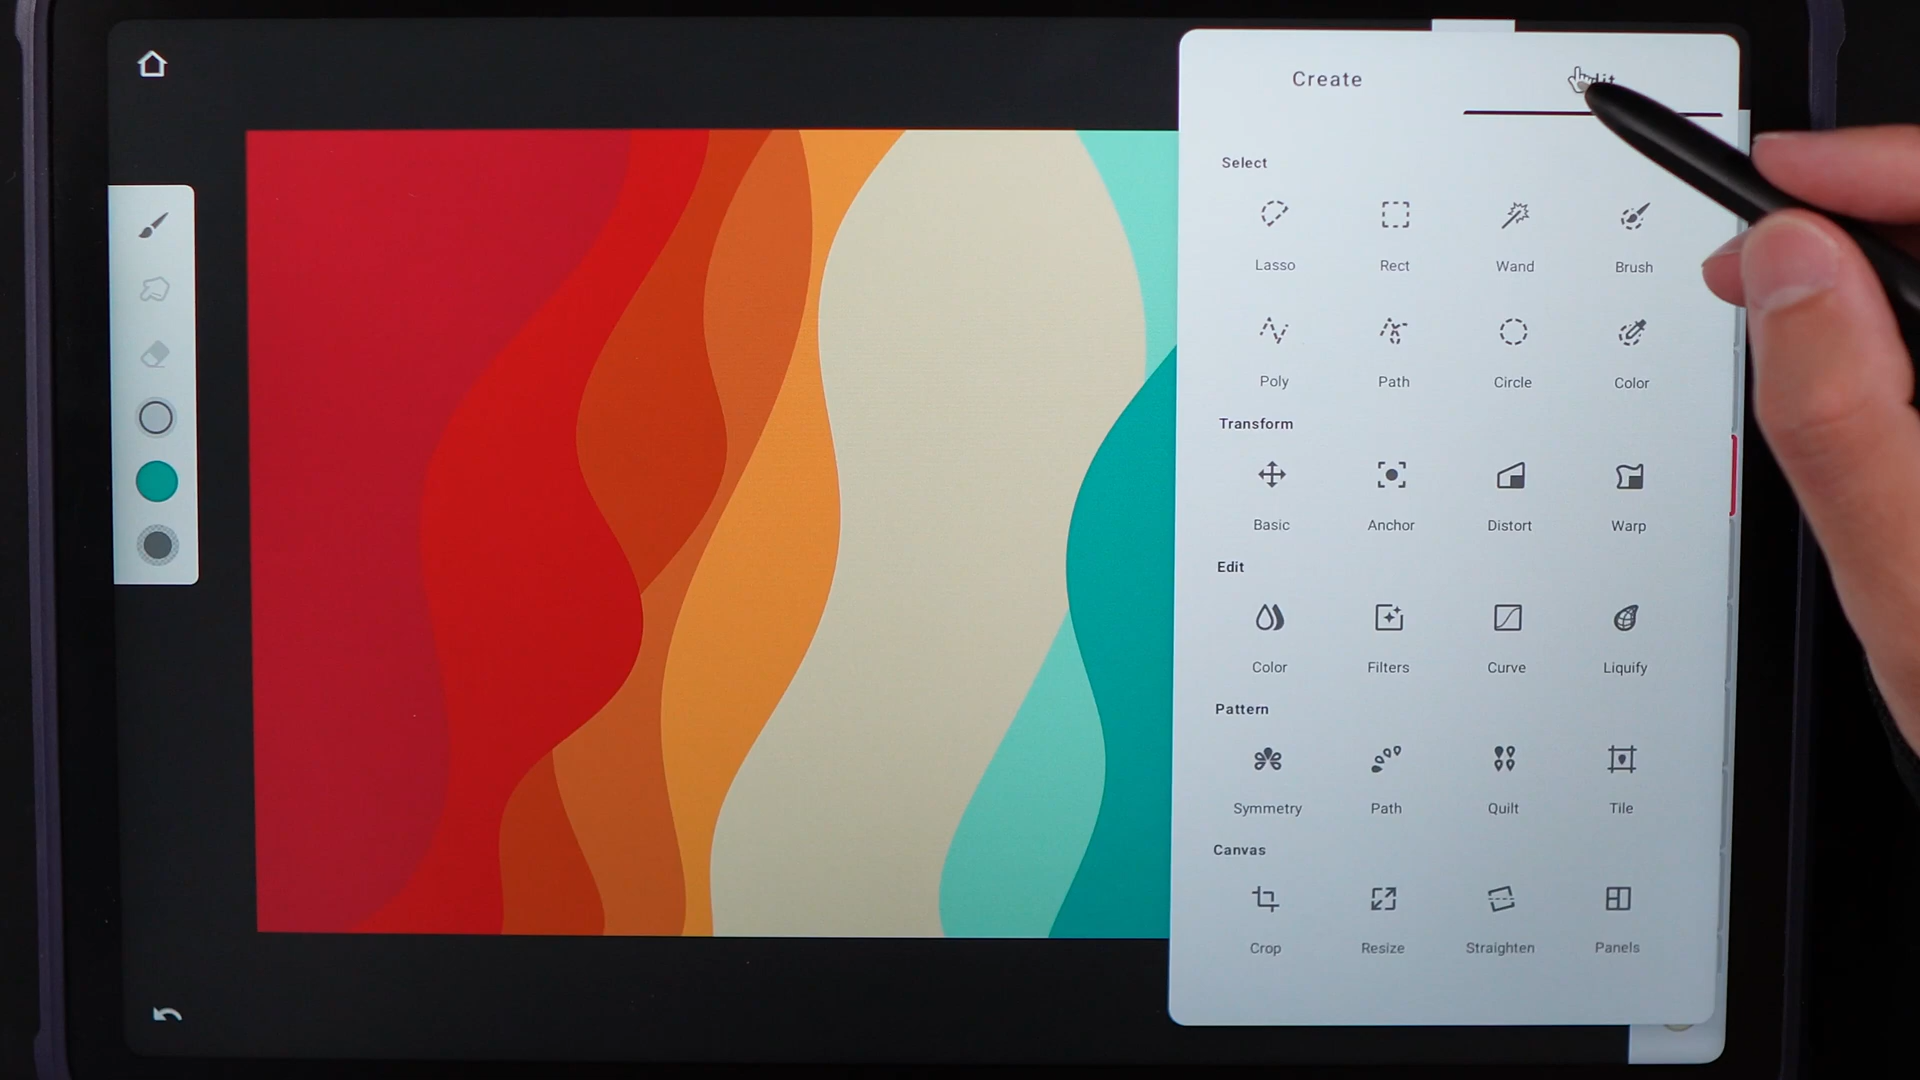 Create
Select
Lasso Rect Wand Brush
Poly Path Circle Color
Transform
Basic Anchor Distort Warp
Edit
Color Filters Curve Liquify
Pattern
Symmetry Path Quilt Tile
Canvas
Crop Resize Straighten Panels